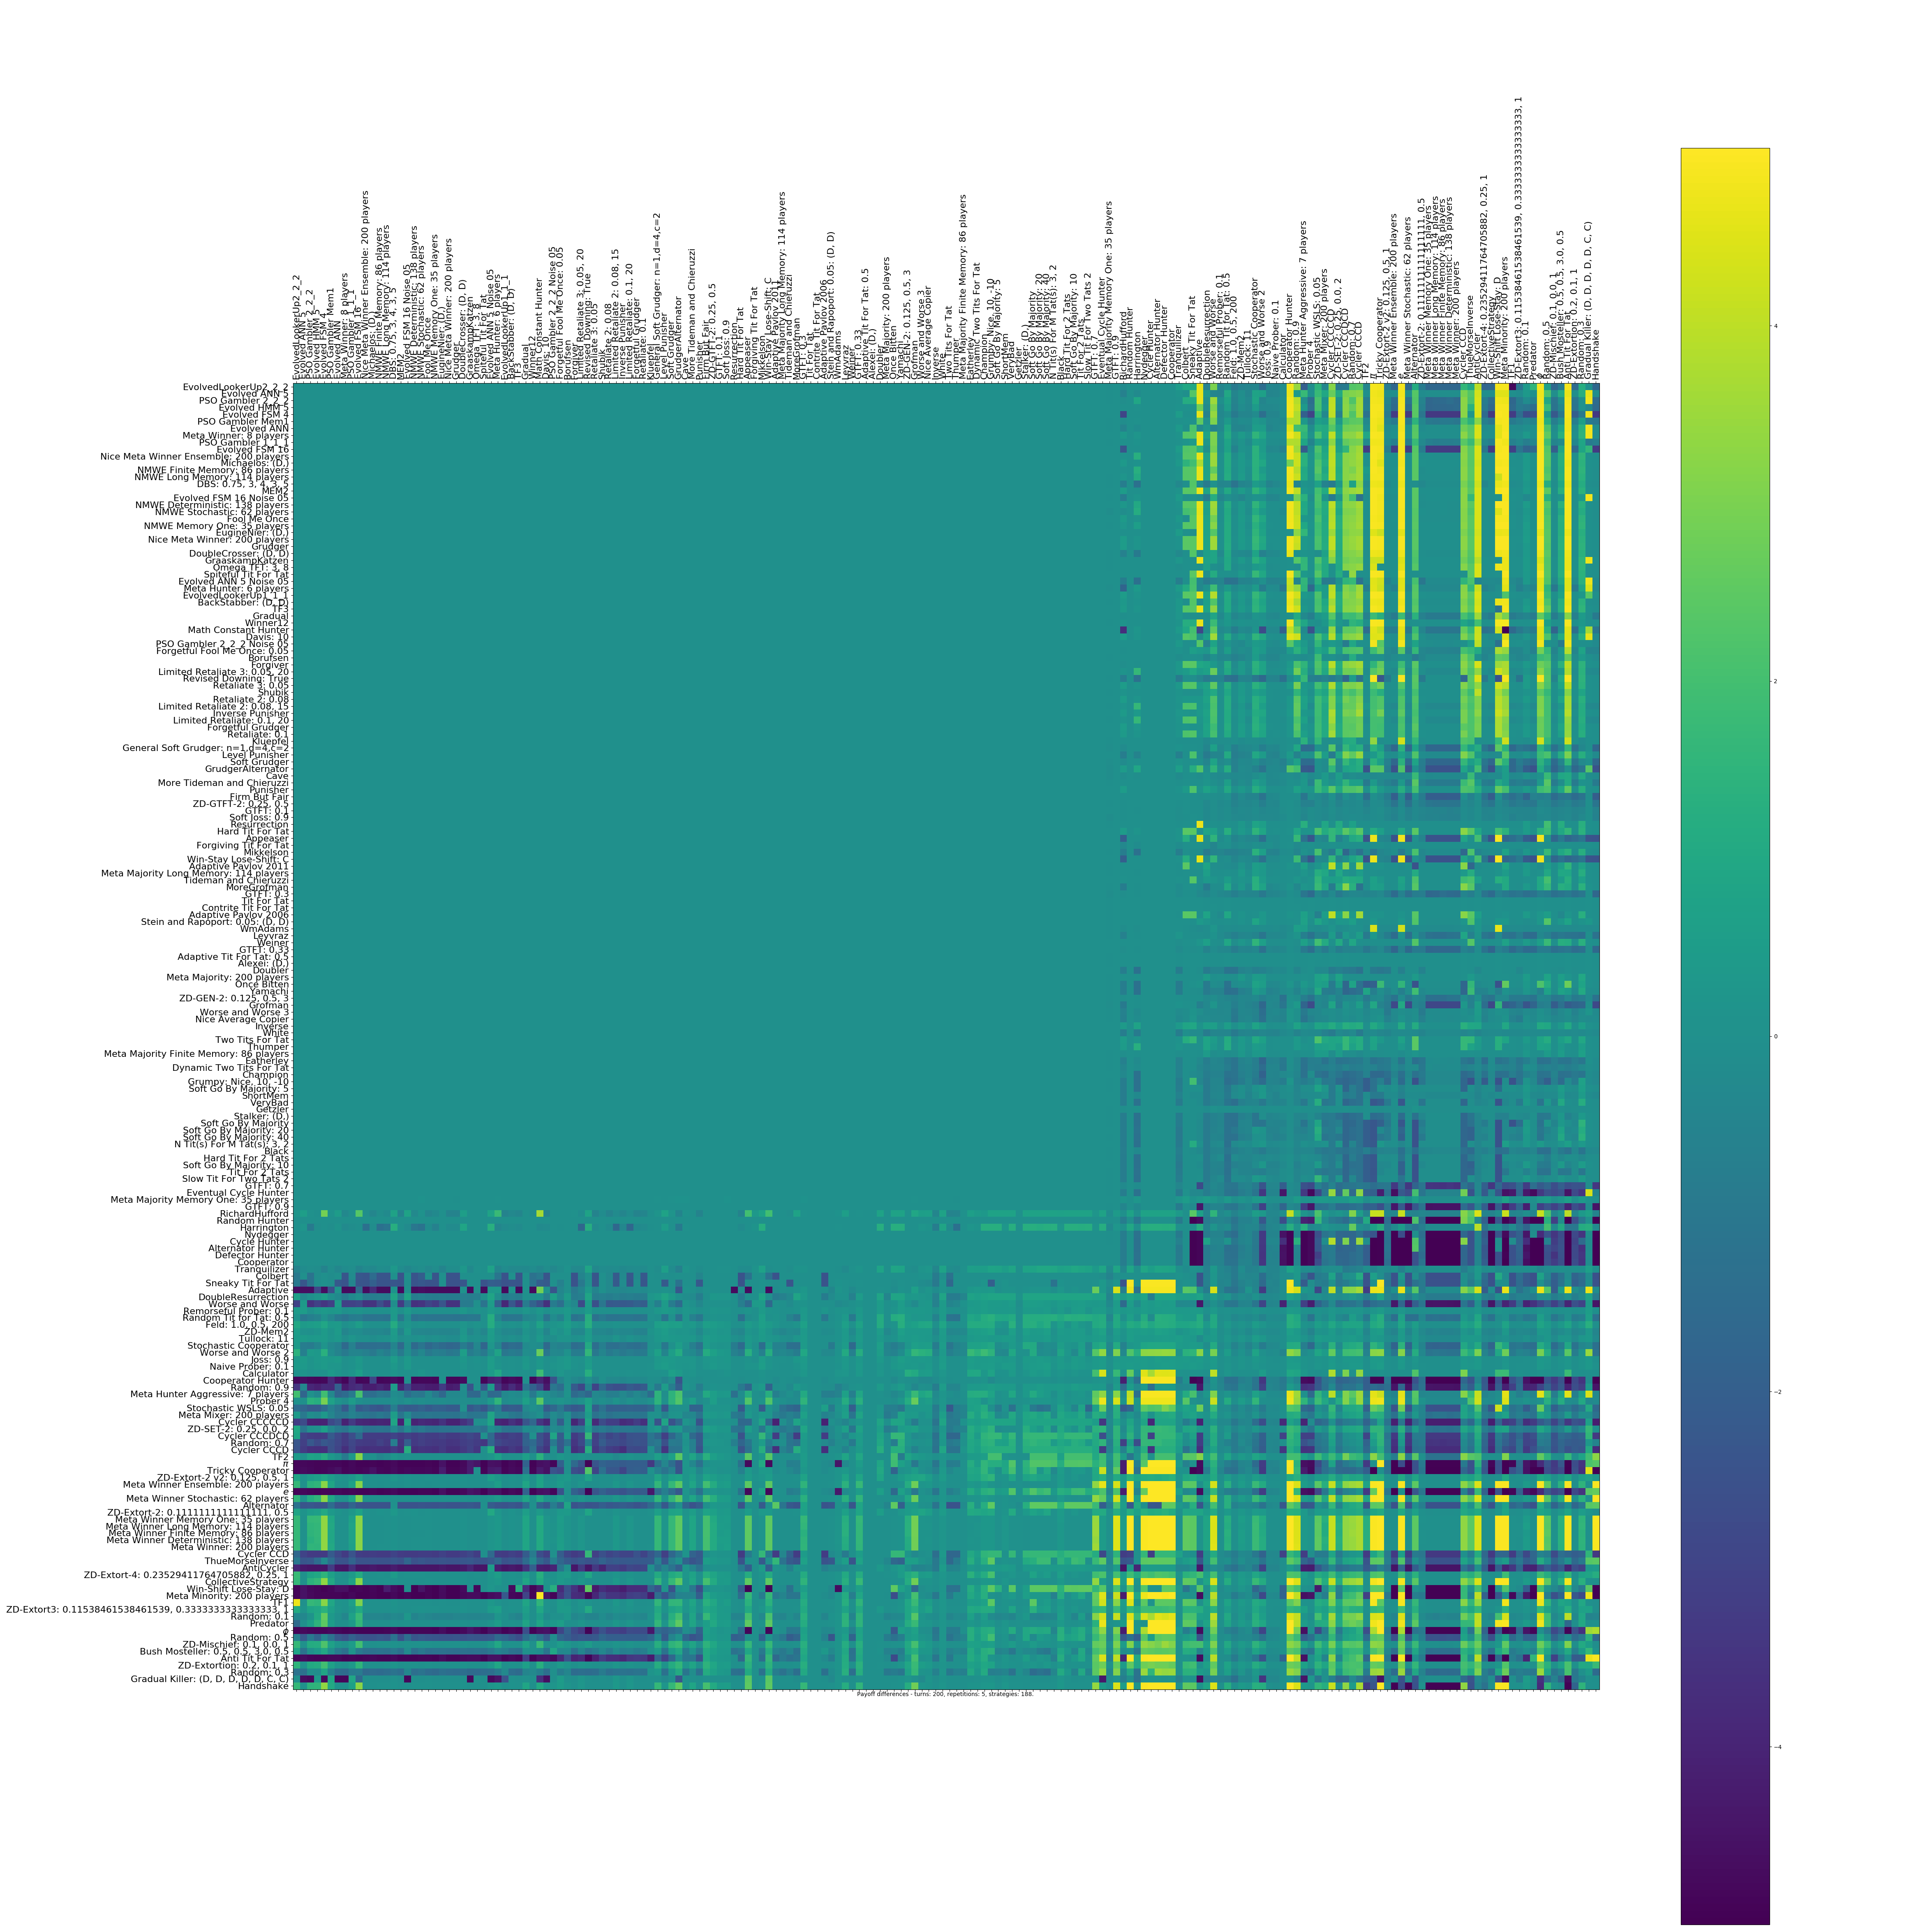 EvolvedLookerUp2_2_2
Evolved ANN 5
PSO Gambler 2_2_2
Evolved HMM 5
Evolved FSM 4
PSO Gambler Mem1
Evolved ANN
Meta Winner: 8 players
PSO Gambler 1_1_1
Evolved FSM 16
Nice Meta Winner Ensemble: 200 players
Michaelos: (D,)
NMWE Finite Memory: 86 players
NMWE Long Memory: 114 players
DBS: 0.75, 3, 4, 3, 5
MEM2
Evolved FSM 16 Noise 05
NMWE Deterministic: 138 players
NMWE Stochastic: 62 players
Fool Me Once
NMWE Memory One: 35 players
EugineNier: (D,)
Nice Meta Winner: 200 players
Grudger
DoubleCrosser: (D, D)
GraaskampKatzen
Omega TFT: 3, 8
Spiteful Tit For Tat
Evolved ANN 5 Noise 05
Meta Hunter: 6 players
EvolvedLookerUp1_1_1
BackStabber: (D, D)
TF3
Gradual
Winner12
Math Constant Hunter
Davis: 10
PSO Gambler 2_2_2 Noise 05
Forgetful Fool Me Once: 0.05
Borufsen
Forgiver
Limited Retaliate 3: 0.05, 20
Revised Downing: True
Retaliate 3: 0.05
Shubik
Retaliate 2: 0.08
Limited Retaliate 2: 0.08, 15
Inverse Punisher
Limited Retaliate: 0.1, 20
Forgetful Grudger
Retaliate: 0.1
Kluepfel
General Soft Grudger: n=1,d=4,c=2
Level Punisher
Soft Grudger
GrudgerAlternator
Cave
More Tideman and Chieruzzi
Punisher
Firm But Fair
ZD-GTFT-2: 0.25, 0.5
GTFT: 0.1
Soft Joss: 0.9
Resurrection
Hard Tit For Tat
Appeaser
Forgiving Tit For Tat
Mikkelson
Win-Stay Lose-Shift: C
Adaptive Pavlov 2011
Meta Majority Long Memory: 114 players
Tideman and Chieruzzi
MoreGrofman
GTFT: 0.3
Tit For Tat
Contrite Tit For Tat
Adaptive Pavlov 2006
Stein and Rapoport: 0.05: (D, D)
WmAdams
Leyvraz
Weiner
GTFT: 0.33
Adaptive Tit For Tat: 0.5
Alexei: (D,)
Doubler
Meta Majority: 200 players
Once Bitten
Yamachi
ZD-GEN-2: 0.125, 0.5, 3
Grofman
Worse and Worse 3
Nice Average Copier
Inverse
White
Two Tits For Tat
Thumper
Meta Majority Finite Memory: 86 players
Eatherley
Dynamic Two Tits For Tat
Champion
Grumpy: Nice, 10, -10
Soft Go By Majority: 5
ShortMem
VeryBad
Getzler
Stalker: (D,)
Soft Go By Majority
Soft Go By Majority: 20
Soft Go By Majority: 40
N Tit(s) For M Tat(s): 3, 2
Black
Hard Tit For 2 Tats
Soft Go By Majority: 10
Tit For 2 Tats
Slow Tit For Two Tats 2
GTFT: 0.7
Eventual Cycle Hunter
Meta Majority Memory One: 35 players
GTFT: 0.9
RichardHufford
Random Hunter
Harrington
Nydegger
Cycle Hunter
Alternator Hunter
Defector Hunter
Cooperator
Tranquilizer
Colbert
Sneaky Tit For Tat
Adaptive
DoubleResurrection
Worse and Worse
Remorseful Prober: 0.1
Random Tit for Tat: 0.5
Feld: 1.0, 0.5, 200
ZD-Mem2
Tullock: 11
Stochastic Cooperator
Worse and Worse 2
Joss: 0.9
Naive Prober: 0.1
Calculator
Cooperator Hunter
Random: 0.9
Meta Hunter Aggressive: 7 players
Prober 4
Stochastic WSLS: 0.05
Meta Mixer: 200 players
Cycler CCCCCD
ZD-SET-2: 0.25, 0.0, 2
Cycler CCCDCD
Random: 0.7
Cycler CCCD
TF2
π
Tricky Cooperator
ZD-Extort-2 v2: 0.125, 0.5, 1
Meta Winner Ensemble: 200 players
e
Meta Winner Stochastic: 62 players
Alternator
ZD-Extort-2: 0.1111111111111111, 0.5
Meta Winner Memory One: 35 players
Meta Winner Long Memory: 114 players
Meta Winner Finite Memory: 86 players
Meta Winner Deterministic: 138 players
Meta Winner: 200 players
Cycler CCD
ThueMorseInverse
AntiCycler
ZD-Extort-4: 0.23529411764705882, 0.25, 1
CollectiveStrategy
Win-Shift Lose-Stay: D
Meta Minority: 200 players
TF1
ZD-Extort3: 0.11538461538461539, 0.3333333333333333, 1
Random: 0.1
Predator
ϕ
Random: 0.5
ZD-Mischief: 0.1, 0.0, 1
Bush Mosteller: 0.5, 0.5, 3.0, 0.5
Anti Tit For Tat
ZD-Extortion: 0.2, 0.1, 1
Random: 0.3
Gradual Killer: (D, D, D, D, D, C, C)
Handshake
Payoff differences - turns: 200, repetitions: 5, strategies: 188.
4
2
0
−2
−4